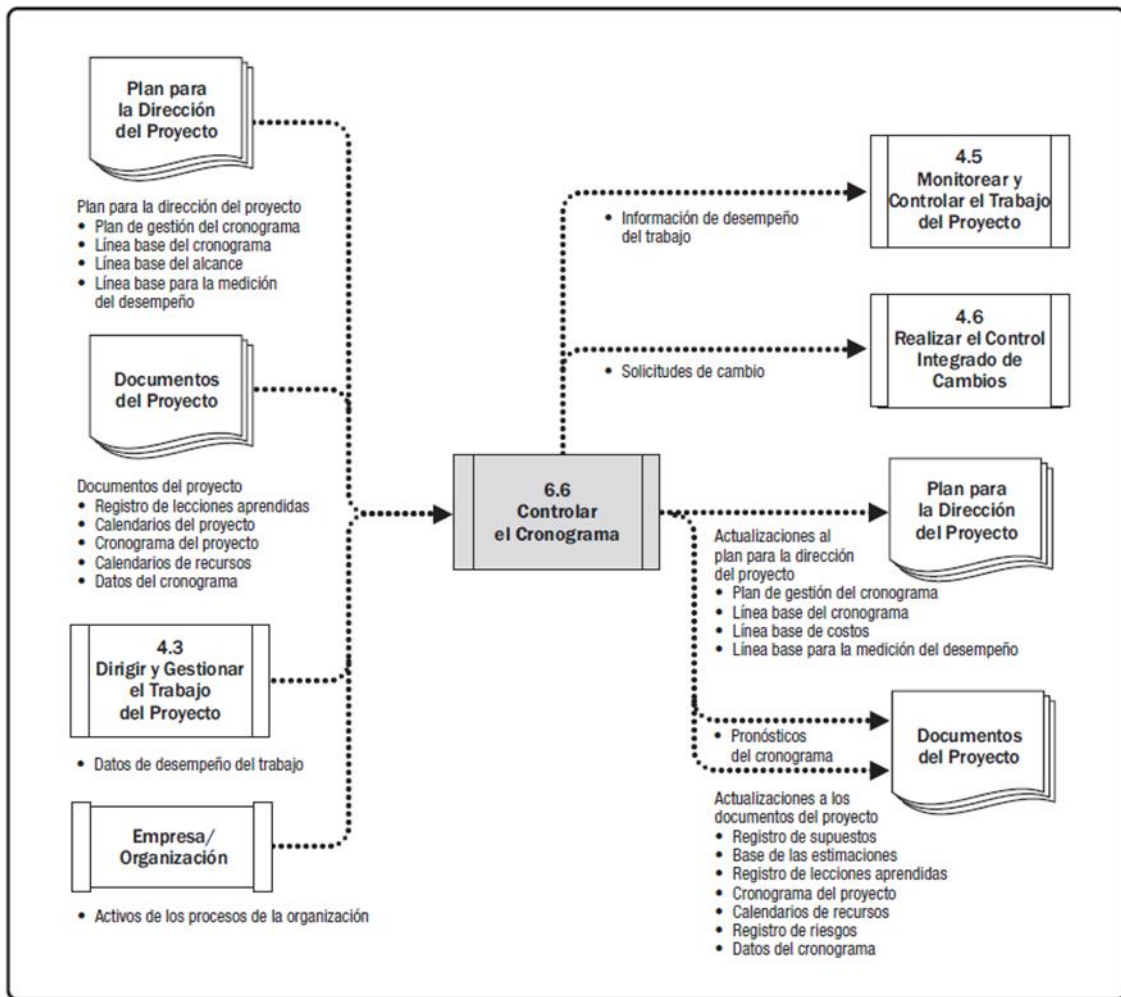 Plan para
la Dirección
del Proyecto
Plan para la dirección del proyecto
• Plan de gestión del cronograma
• Línea base del cronograma
• Línea base del alcance
• Línea base para la medición
del desempeño
Documentos
del Proyecto
Documentos del proyecto
• Registro de lecciones aprendidas
• Calendarios del proyecto
• Cronograma del proyecto
• Calendarios de recursos
• Datos del cronograma
4.3
Dirigir y Gestionar
el Trabajo
del Proyecto
• Datos de desempeño del trabajo
Empresa/
Organización
• Activos de los procesos de la organización
6.6
Controlar
el Cronograma
• Información de desempeño
del trabajo
4.5
Monitorear y
Controlar el Trabajo
del Proyecto
• Solicitudes de cambio
4.6
Realizar el Control
Integrado de
Cambios
Plan para
la Dirección
del Proyecto
Actualizaciones al
plan para la dirección
del proyecto
• Plan de gestión del cronograma
• Línea base del cronograma
• Línea base de costos
• Línea base para la medición del desempeño
• Pronósticos
del cronograma
Documentos
del Proyecto
Actualizaciones a los
documentos del proyecto
• Registro de supuestos
• Base de las estimaciones
• Registro de lecciones aprendidas
• Cronograma del proyecto
• Calendarios de recursos
• Registro de riesgos
• Datos del cronograma